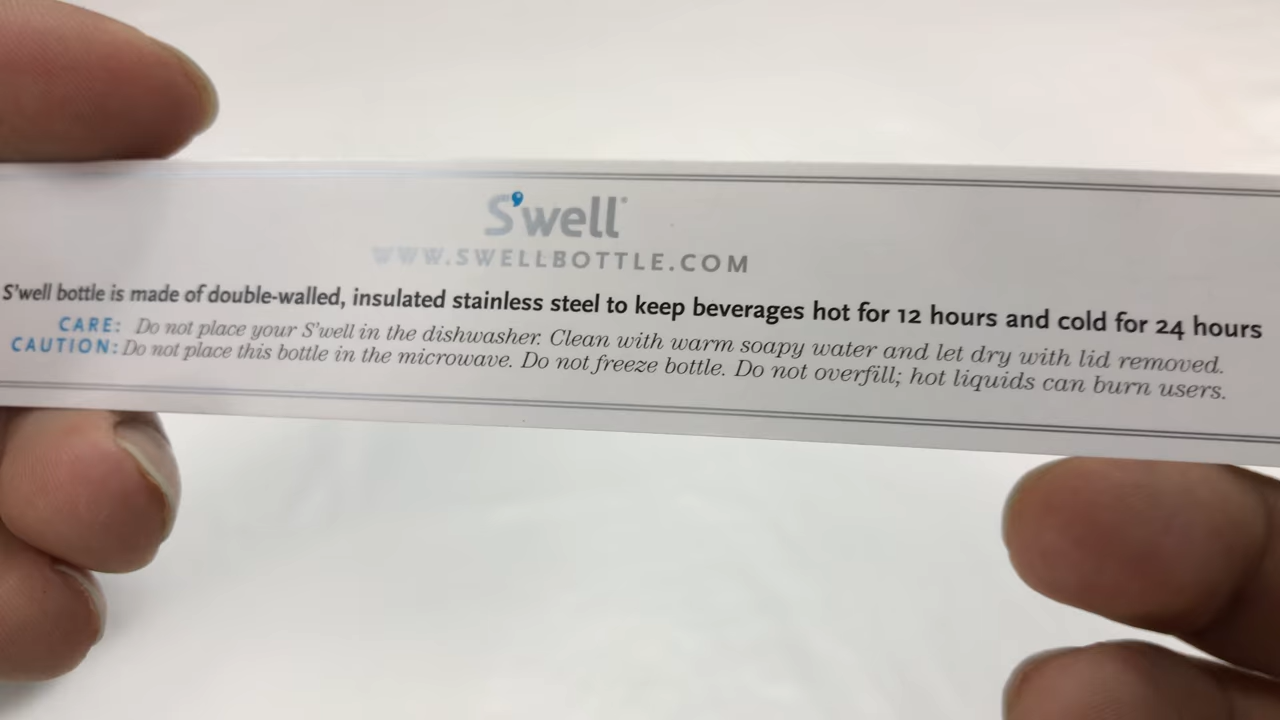 S'well
WWW.SWELLBOTTLE.COM
S'well bottle is made of double-walled, insulated stainless steel to keep beverages hot for 12 hours and cold for 24 hours
CARE: Do not place your S'well in the dishwasher. Clean with warm soapy water and let dry with lid removed.
CAUTION: Do not place this bottle in the microwave. Do not freeze bottle. Do not overfill; hot liquids can burn users.